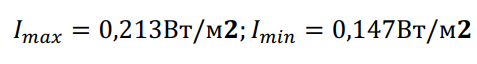 I_max = 0,213Вт/м2; I_min = 0,147Вт/м2